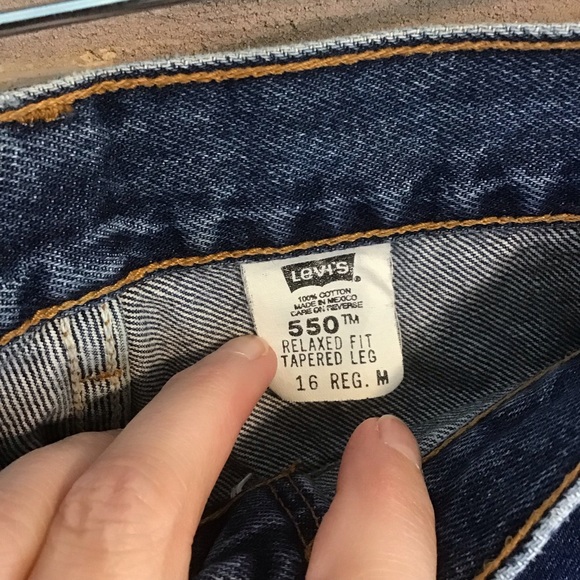 LEVI'S ®
100% COTTON
MADE IN MEXICO
CARE ON REVERSE
550™
RELAXED FIT
TAPERED LEG
16 REG. M